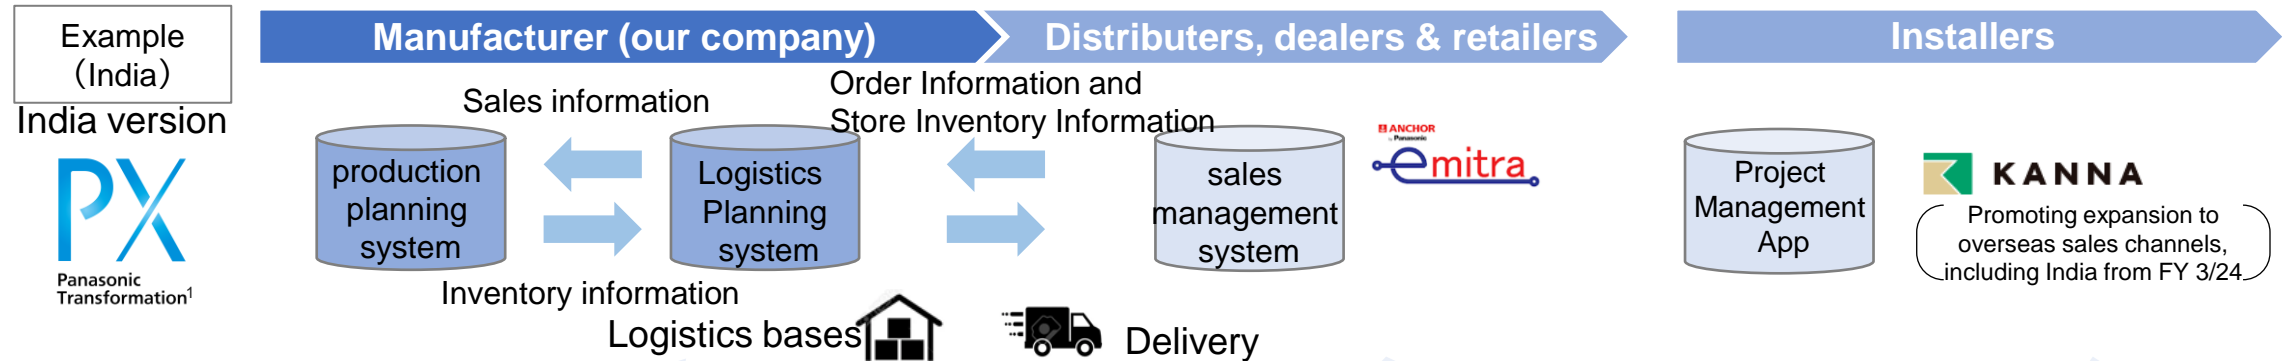 Example
（India）
India version
PX
Panasonic
Transformation1
Manufacturer (our company)
Distributers, dealers & retailers
Installers
Sales information
Order Information and
Store Inventory Information
production
planning
system
Logistics
Planning
system
sales
management
system
ANCHOR
by Panasonic
emitra
Project
Management
App
KANNA
Promoting expansion to
overseas sales channels,
including India from FY 3/24
Inventory information
Logistics bases
Delivery